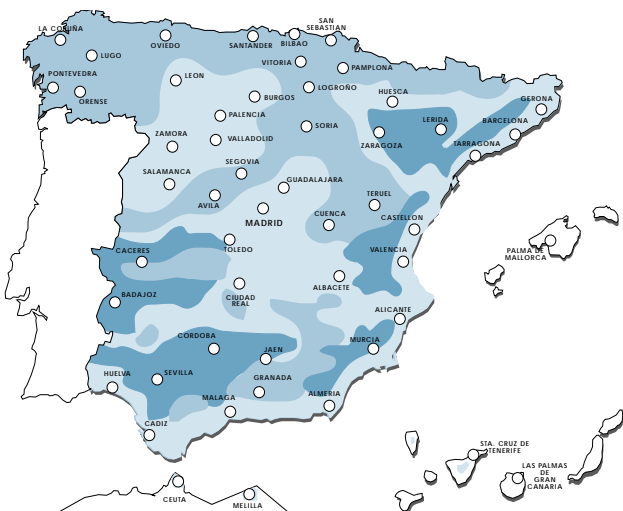 LA CORUÑA
LUGO
PONTEVEDRA
ORENSE
OVIEDO
SANTANDER
BILBAO
SAN
SEBASTIAN
VITORIA
PAMPLONA
LEON
BURGOS
LOGROÑO
HUESCA
GERONA
PALENCIA
LERIDA
BARCELONA
ZAMORA
VALLADOLID
SORIA
ZARAGOZA
TARRAGONA
SALAMANCA
SEGOVIA
GUADALAJARA
AVILA
MADRID
CUENCA
TERUEL
CASTELLON
TOLEDO
CACERES
VALENCIA
PALMA DE
MALLORCA
BADAJOZ
CIUDAD
REAL
ALBACETE
ALICANTE
CORDOBA
JAEN
MURCIA
HUELVA
SEVILLA
GRANADA
MALAGA
ALMERIA
CADIZ
STA. CRUZ DE
TENERIFE
LAS PALMAS
DE
GRAN
CANARIA
CEUTA
MELILLA